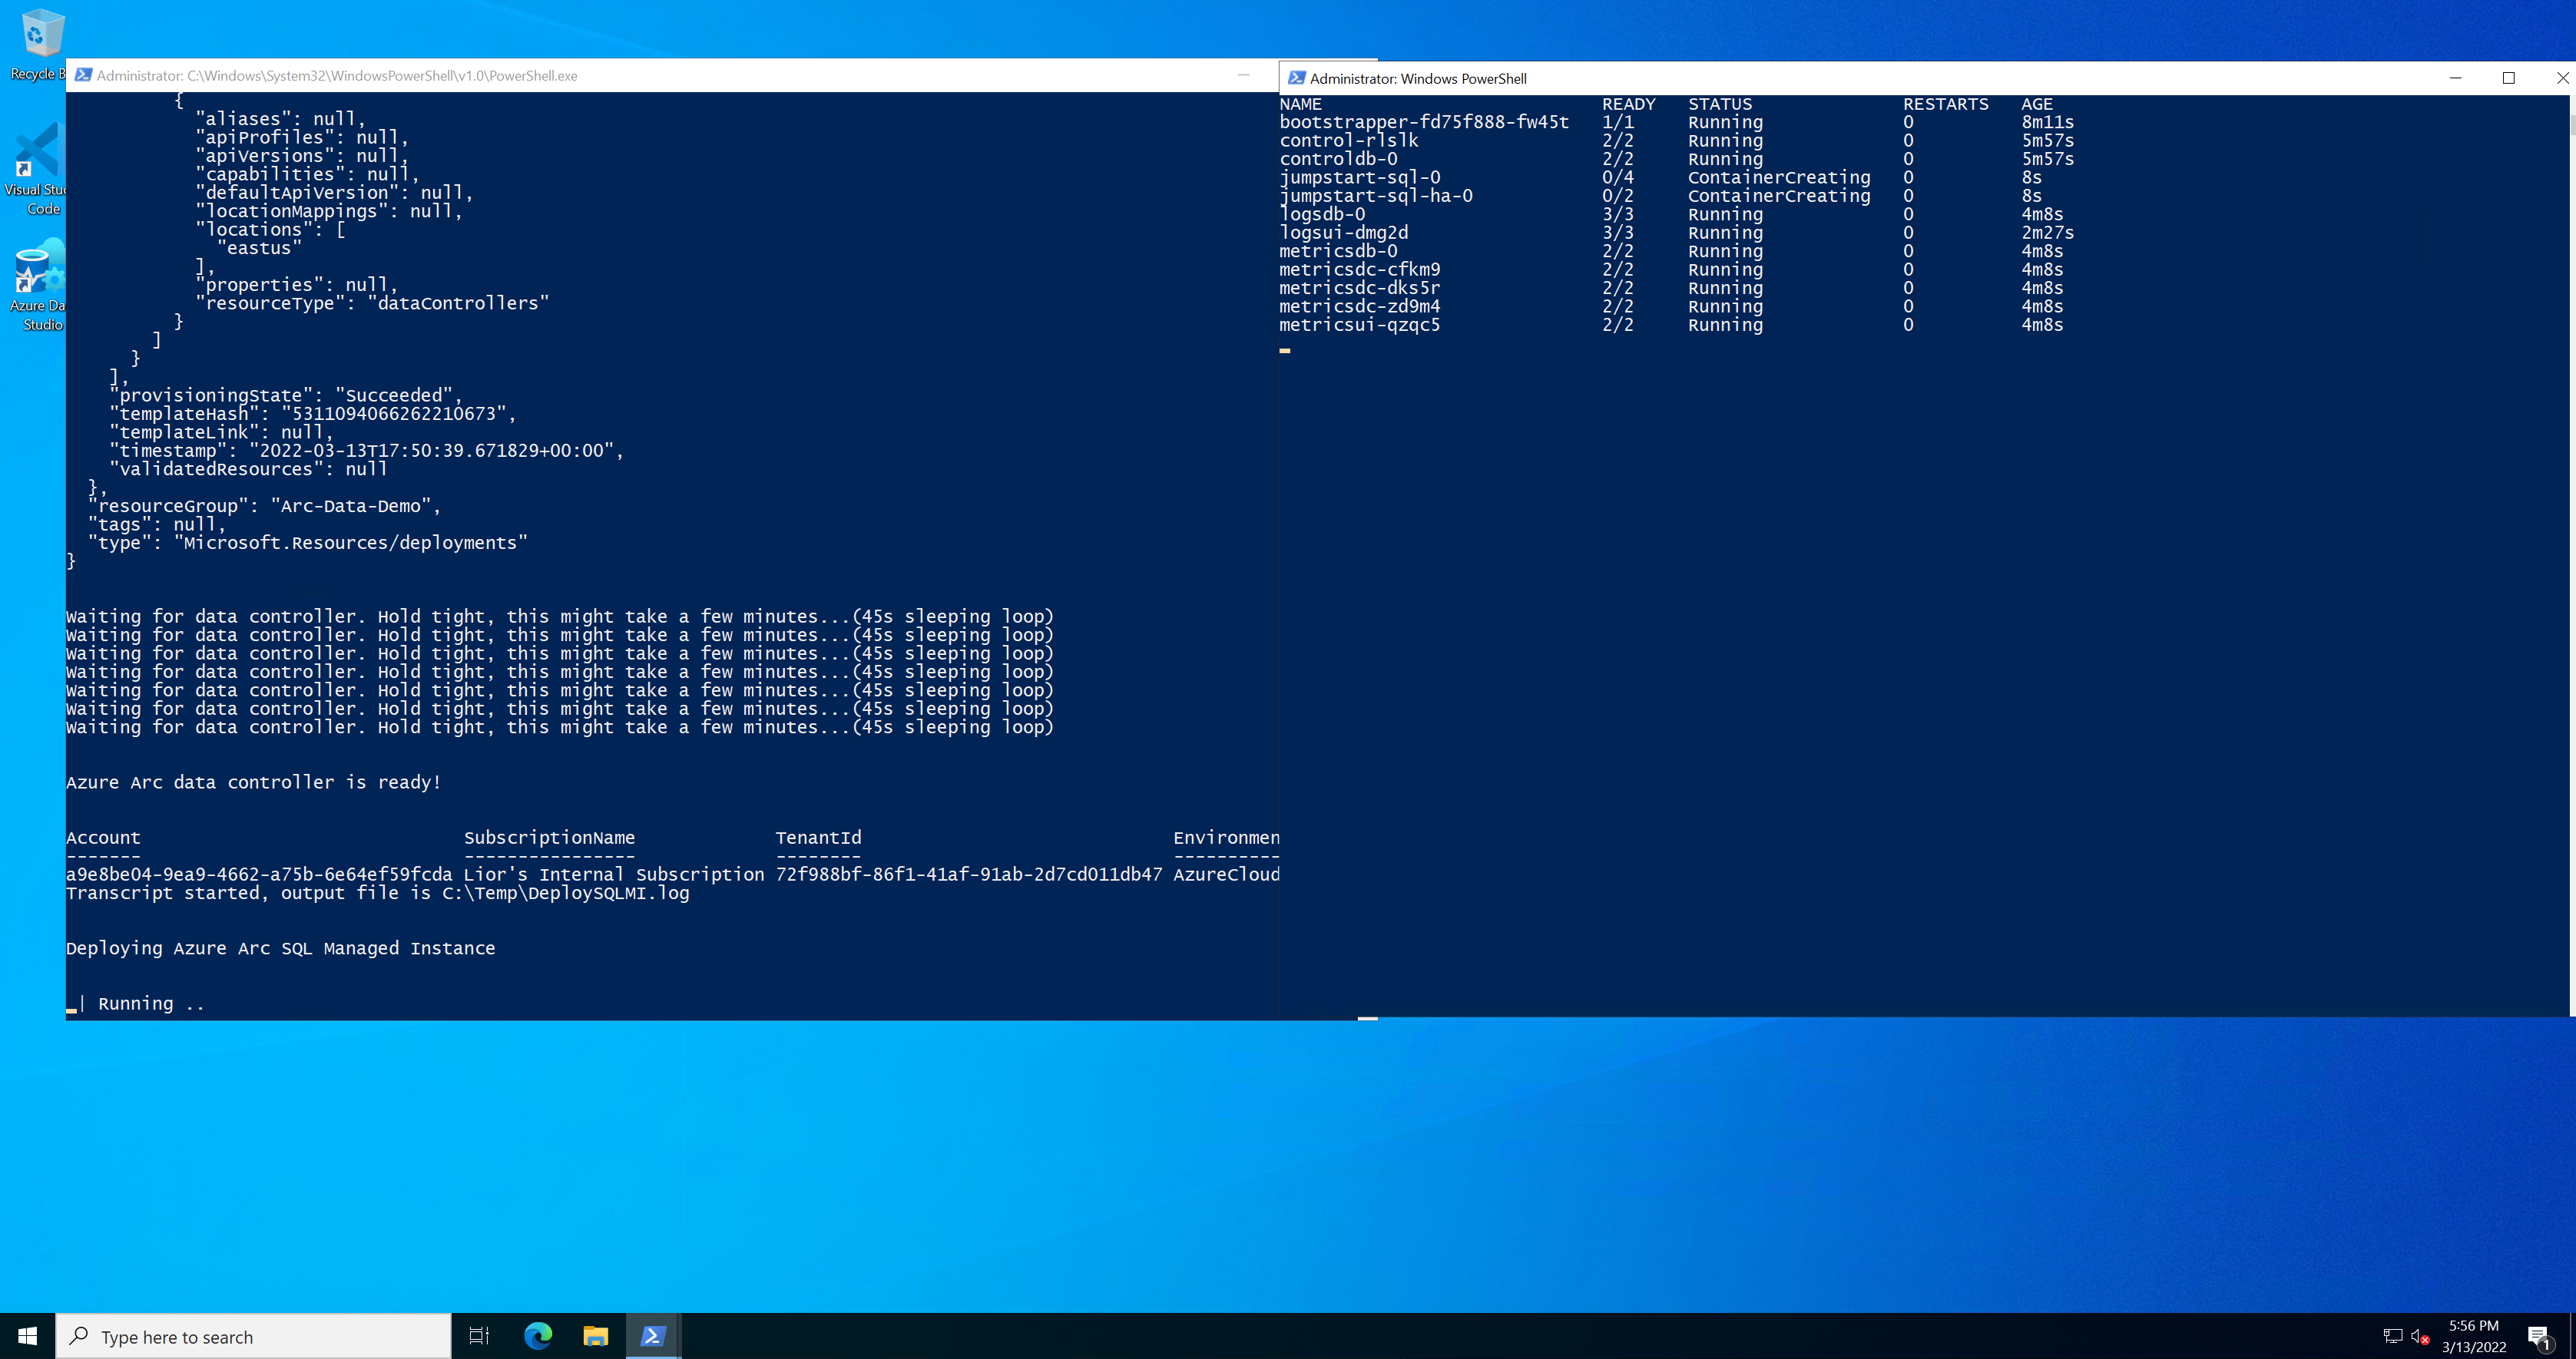 Recycle B
Visual Stu
Code
Azure Da
Studio
Administrator: C:\Windows\System32\WindowsPowerShell\v1.0\PowerShell.exe
{
"aliases": null,
"apiProfiles": null,
"apiVersions": null,
"capabilities": null,
"defaultApiVersion": null,
"locationMappings": null,
"locations": [
"eastus"
],
"properties": null,
"resourceType": "dataControllers"
}
]
}
],
"provisioningState": "Succeeded",
"templateHash": "5311094066262210673",
"templateLink": null,
"timestamp": "2022-03-13T17:50:39.671829+00:00",
"validatedResources": null
},
"resourceGroup": "Arc-Data-Demo",
"tags": null,
"type": "Microsoft.Resources/deployments"
}
Waiting for data controller. Hold tight, this might take a few minutes...(45s sleeping loop)
Waiting for data controller. Hold tight, this might take a few minutes...(45s sleeping loop)
Waiting for data controller. Hold tight, this might take a few minutes...(45s sleeping loop)
Waiting for data controller. Hold tight, this might take a few minutes...(45s sleeping loop)
Waiting for data controller. Hold tight, this might take a few minutes...(45s sleeping loop)
Waiting for data controller. Hold tight, this might take a few minutes...(45s sleeping loop)
Waiting for data controller. Hold tight, this might take a few minutes...(45s sleeping loop)
Azure Arc data controller is ready!
Account SubscriptionName TenantId Environmen
------- ---------------- -------- ----------
a9e8be04-9ea9-4662-a75b-6e64ef59fcda Lior's Internal Subscription 72f988bf-86f1-41af-91ab-2d7cd011db47 AzureCloud
Transcript started, output file is C:\Temp\DeploySQLMI.log
Deploying Azure Arc SQL Managed Instance
| Running ..
Administrator: Windows PowerShell
NAME READY STATUS RESTARTS AGE
bootstrapper-fd75f888-fw45t 1/1 Running 0 8m11s
control-rlslk 2/2 Running 0 5m57s
controldb-0 2/2 Running 0 5m57s
jumpstart-sql-0 0/4 ContainerCreating 0 8s
jumpstart-sql-ha-0 0/2 ContainerCreating 0 8s
logsdb-0 3/3 Running 0 4m8s
logsui-dmg2d 3/3 Running 0 2m27s
metricsdb-0 2/2 Running 0 4m8s
metricsdc-cfkm9 2/2 Running 0 4m8s
metricsdc-dks5r 2/2 Running 0 4m8s
metricsdc-zd9m4 2/2 Running 0 4m8s
metricsui-qzqc5 2/2 Running 0 4m8s
Type here to search
5:56 PM
3/13/2022
1